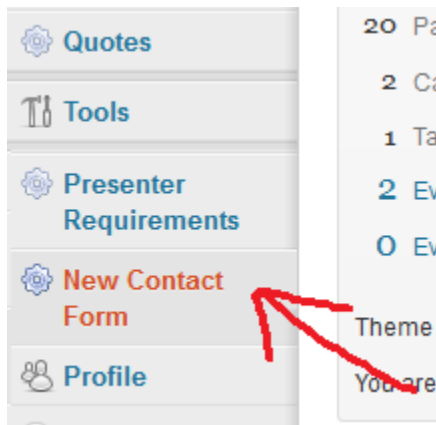 Quotes
Tools
Presenter
Requirements
New Contact
Form
Profile
20
2
1
2
0
Theme
You are